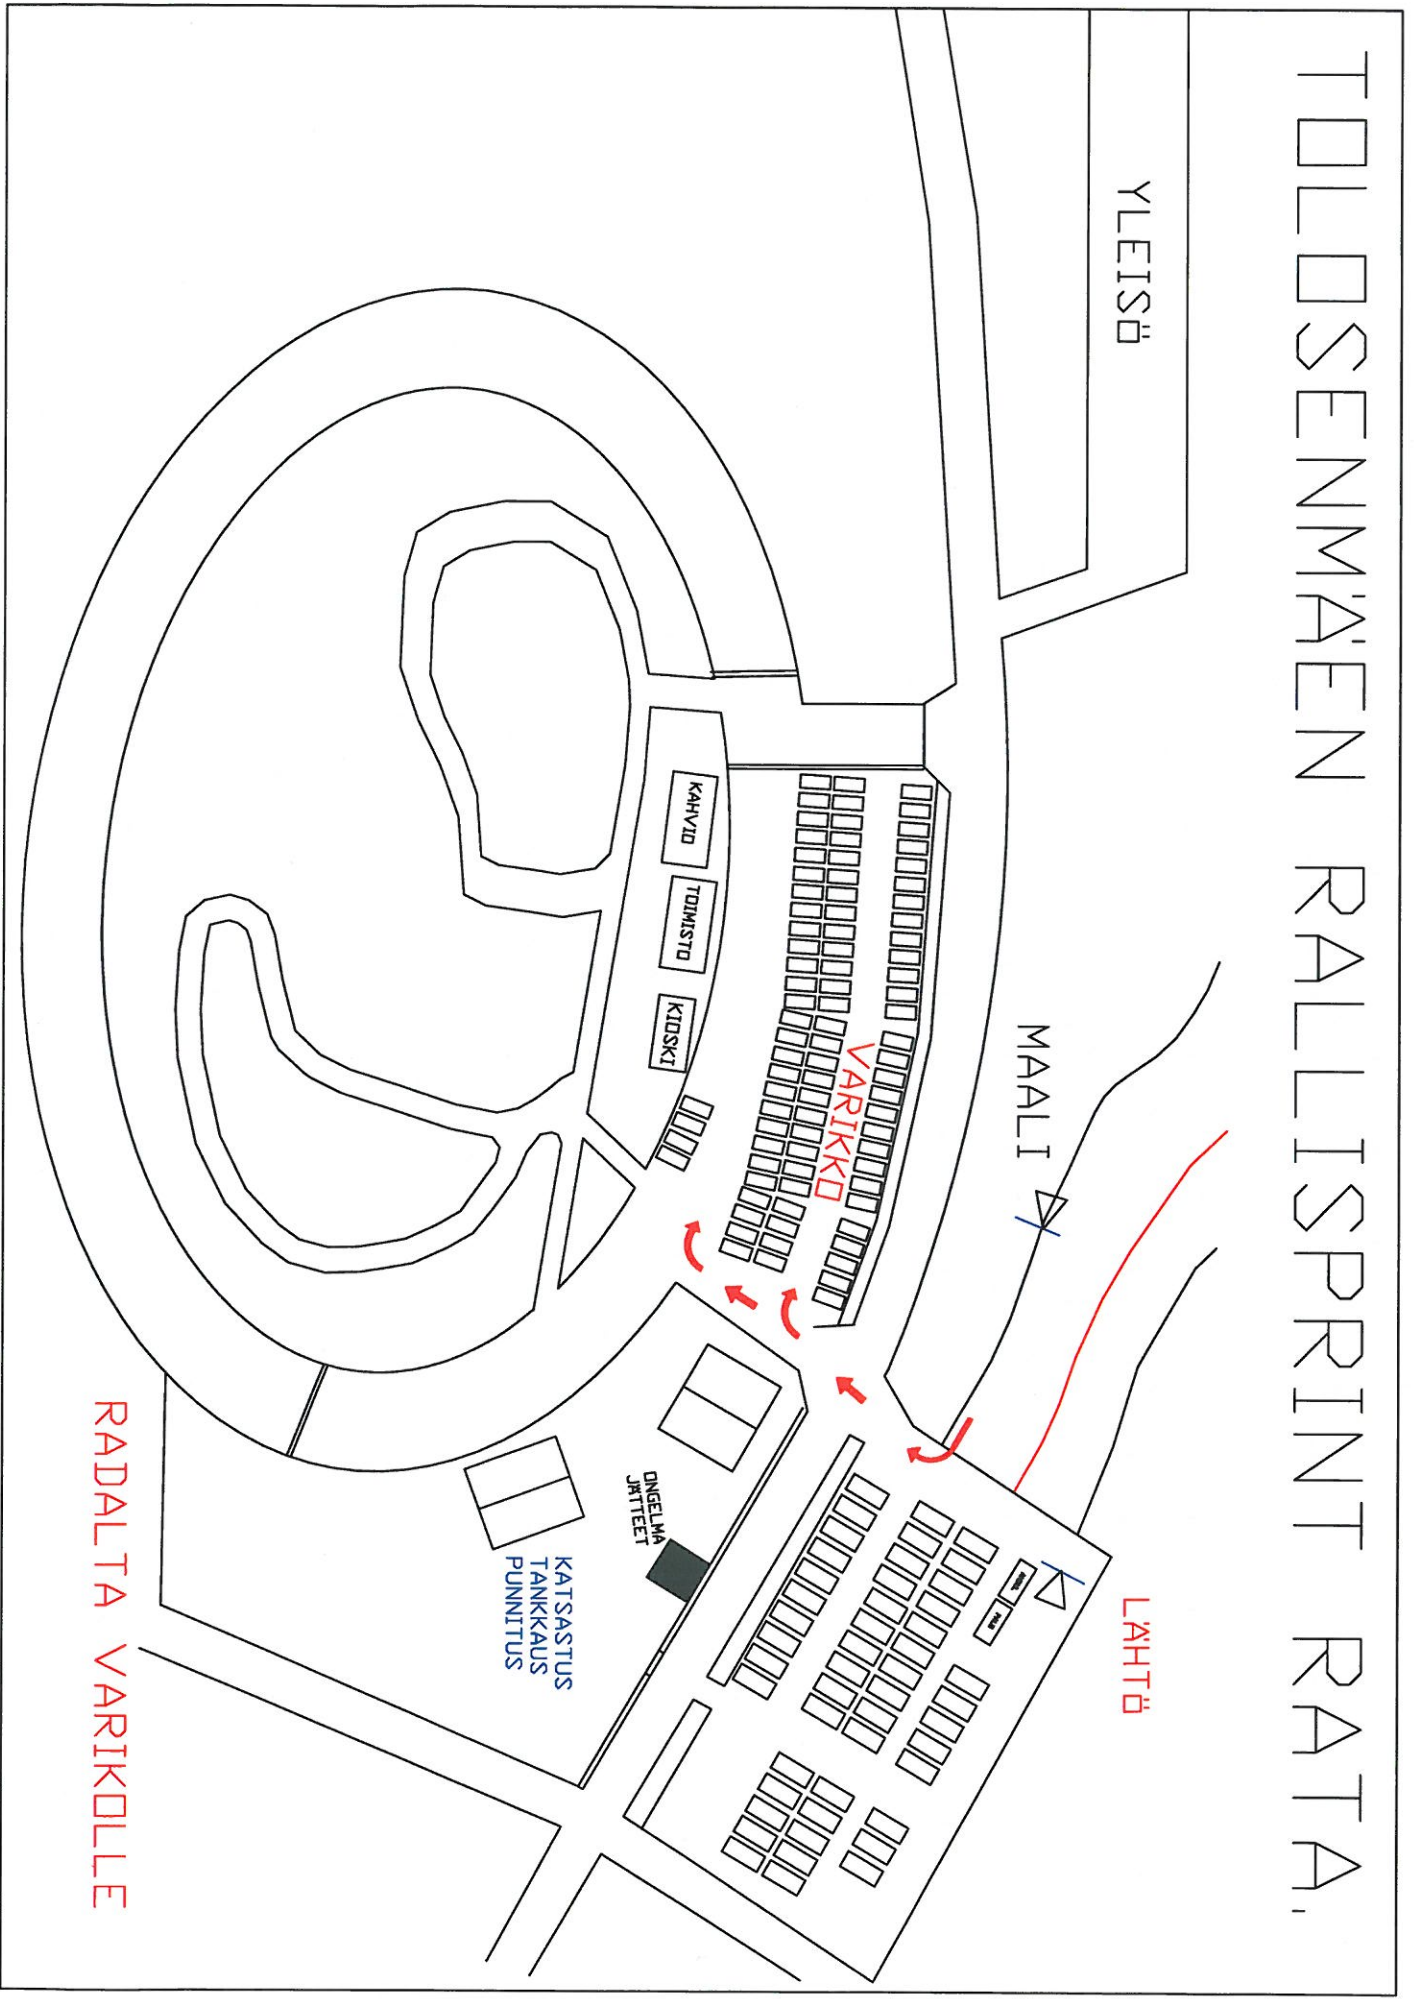 TOLOSENMÄEN RALLISPRINT RATA.
YLEISÖ
MAALI
LÄHTÖ
VARIKKO
KAHVIO
TOIMISTO
KIOSKI
ONGELMA
JÄTTEET
KATSASTUS
TANKKAUS
PUNNITUS
RADALTA VARIKOLLE